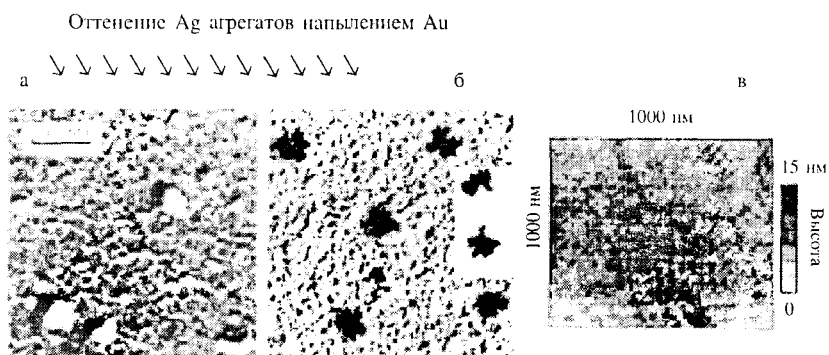 Оттенение Ag агрегатов напылением Au
а
б
в
1000 нм
1000 нм
15 нм
Высота
0